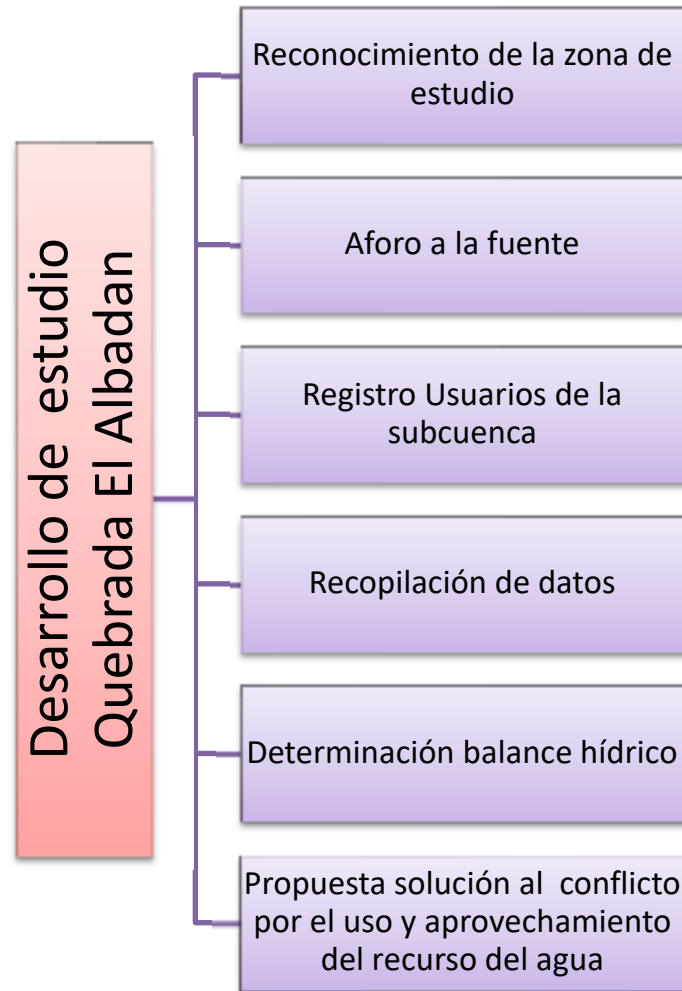 Desarrollo de estudio
Quebrada El Albadan
Reconocimiento de la zona de
estudio
Aforo a la fuente
Registro Usuarios de la
subcuenca
Recopilación de datos
Determinación balance hídrico
Propuesta solución al conflicto
por el uso y aprovechamiento
del recurso del agua